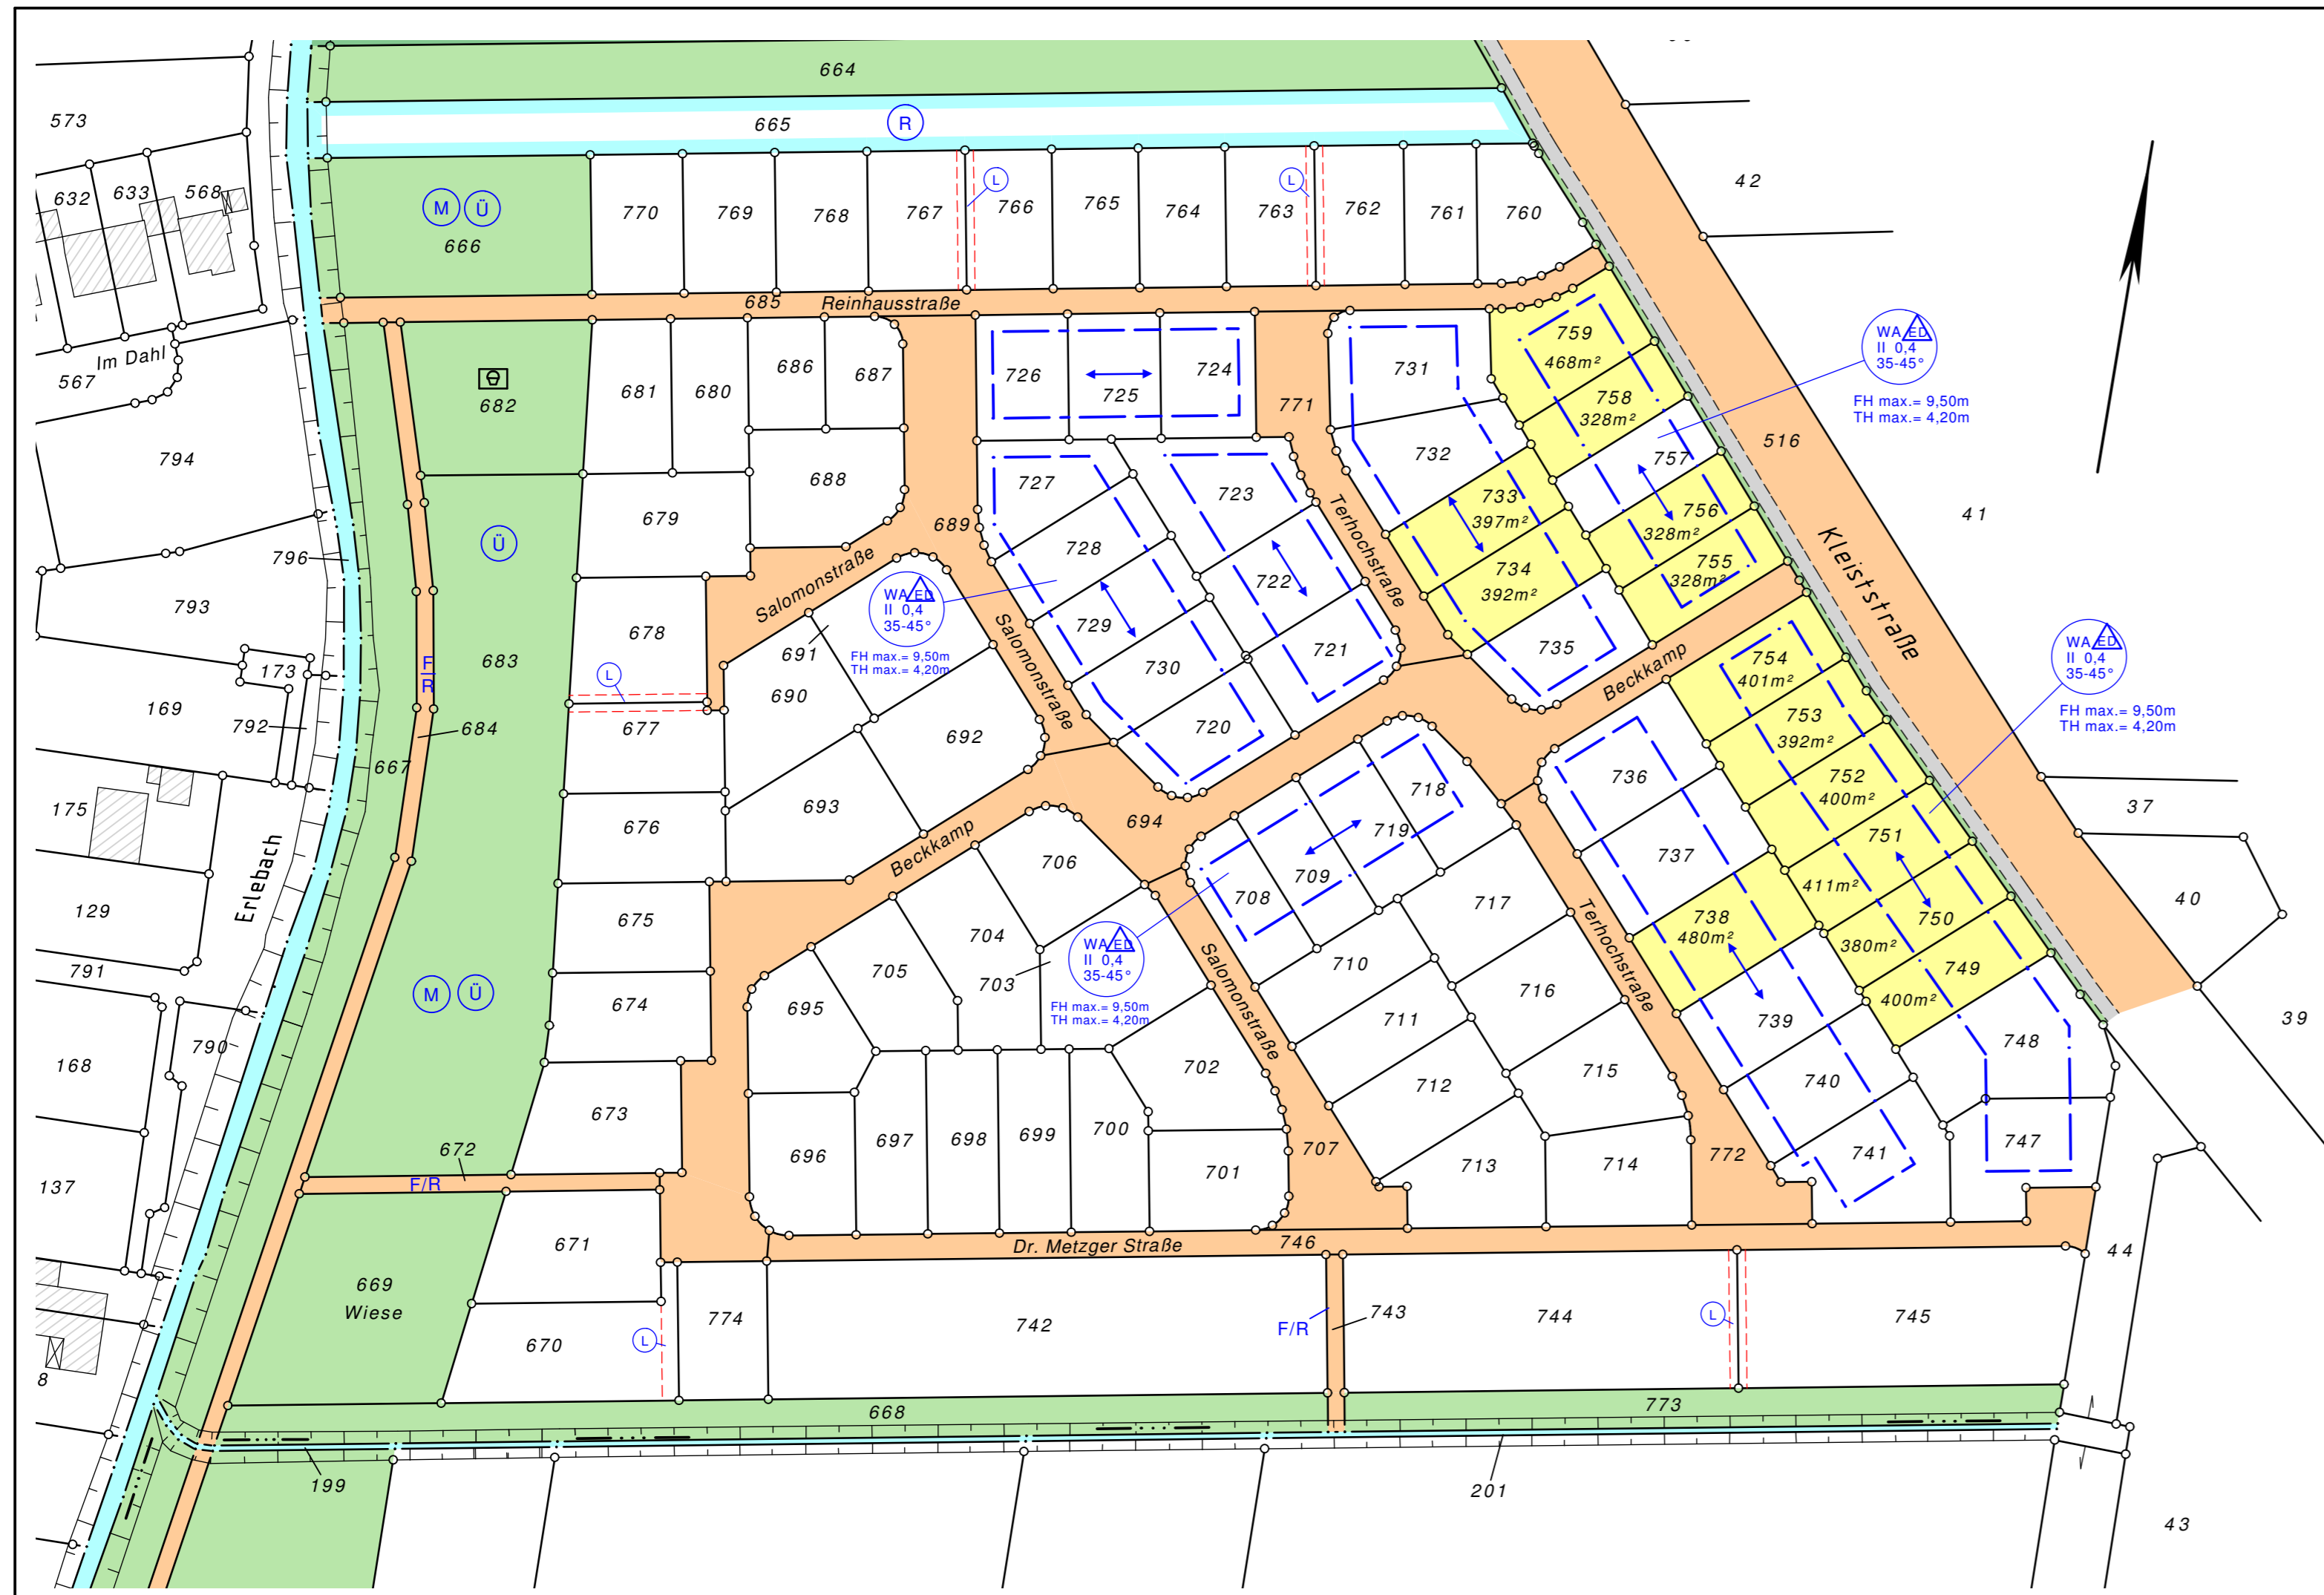 664
573
665
R
42
632
633
568
M
Ü
666
770
769
768
767
L
766
765
764
763
L
762
761
760
685
Reinhausstraße
Im Dahl
567
682
681
680
686
687
726
725
724
771
731
759
468m²
758
328m²
WA ED
II 0,4
35-45°
FH max.= 9,50m
TH max.= 4,20m
516
794
688
732
757
727
723
733
397m²
756
328m²
41
679
689
728
Terhochstraße
Kleiststraße
Ü
796
Salomonstraße
722
734
392m²
755
328m²
793
678
WA ED
II 0,4
35-45°
FH max.= 9,50m
TH max.= 4,20m
729
691
690
730
721
735
Beckkamp
754
401m²
WA ED
II 0,4
35-45°
FH max.= 9,50m
TH max.= 4,20m
F
R
683
173
L
169
792
684
677
692
Salomonstraße
720
753
392m²
667
736
752
400m²
37
175
676
693
694
718
719
Beckkamp
751
411m²
Erlebach
706
737
129
675
708
709
717
738
480m²
750
380m²
40
704
705
703
WA ED
II 0,4
35-45°
FH max.= 9,50m
TH max.= 4,20m
Salomonstraße
710
Terhochstraße
749
400m²
791
M
Ü
674
695
716
739
39
168
790
702
711
715
748
673
696
697
698
699
700
712
740
672
F/R
137
701
707
713
714
772
741
747
671
Dr. Metzger Straße
746
44
669
Wiese
670
L
774
742
F/R
743
744
L
745
8
668
773
199
201
43